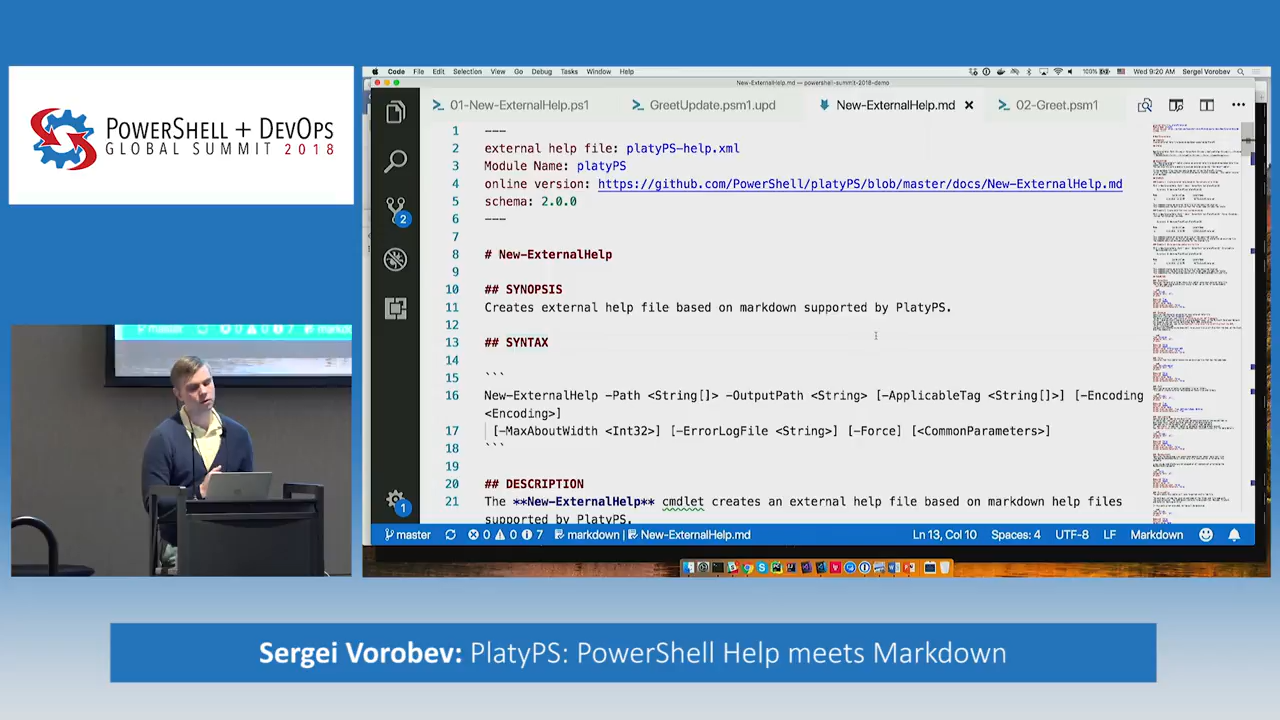 POWERSHELL + DEVOPS
GLOBAL SUMMIT 2018
Code File Edit Selection View Go Debug Tasks Window Help
100% Wed 9:20 AM Sergei Vorobev
New-ExternalHelp.md — powershell-summit-2018-demo
01-New-ExternalHelp.ps1 GreetUpdate.psm1.upd New-ExternalHelp.md 02-Greet.psm1
1 ---
2 external help file: platyPS-help.xml
Name: platyPS
4 online version: https://github.com/PowerShell/platyPS/blob/master/docs/New-ExternalHelp.md
5 schema: 2.0.0
6 ---
7
8 # New-ExternalHelp
9
10 ## SYNOPSIS
11 Creates external help file based on markdown supported by PlatyPS.
12
13 ## SYNTAX
14
15 ```
16 New-ExternalHelp -Path <String[]> -OutputPath <String> [-ApplicableTag <String[]>] [-Encoding
<Encoding>]
17 [-MaxAboutWidth <Int32>] [-ErrorLogFile <String>] [-Force] [<CommonParameters>]
18 ```
19
20 ## DESCRIPTION
21 The **New-ExternalHelp** cmdlet creates an external help file based on markdown help files
supported by PlatyPS.
2
1
master 0 0 7 markdown | New-ExternalHelp.md Ln 13, Col 10 Spaces: 4 UTF-8 LF Markdown
Sergei Vorobev: PlatyPS: PowerShell Help meets Markdown